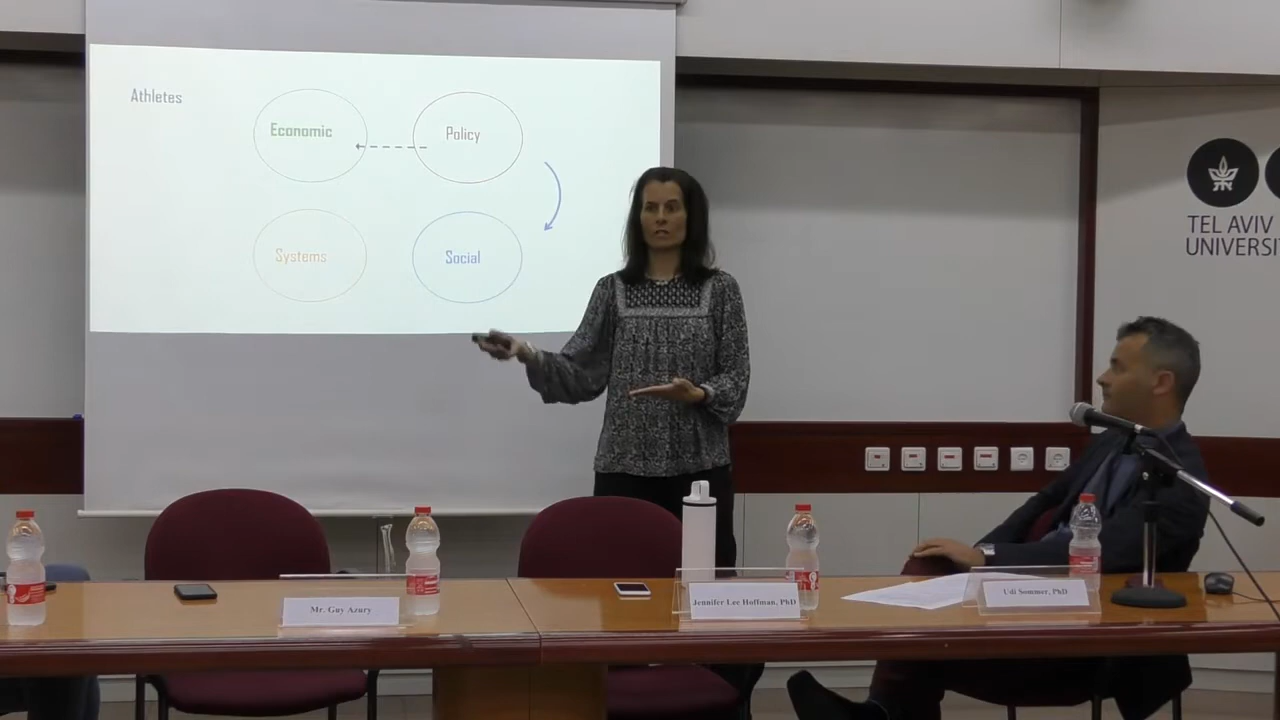 Athletes
Economic
Policy
Systems
Social
TEL AVIV
UNIVERSI
Mr. Guy Azury
Jennifer Lee Hoffman, PhD
Udi Sommer, PhD